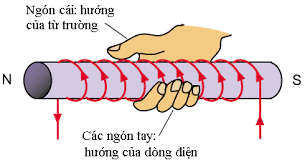 Ngón cái: hướng
của từ trường
N
S
Các ngón tay:
hướng của dòng điện